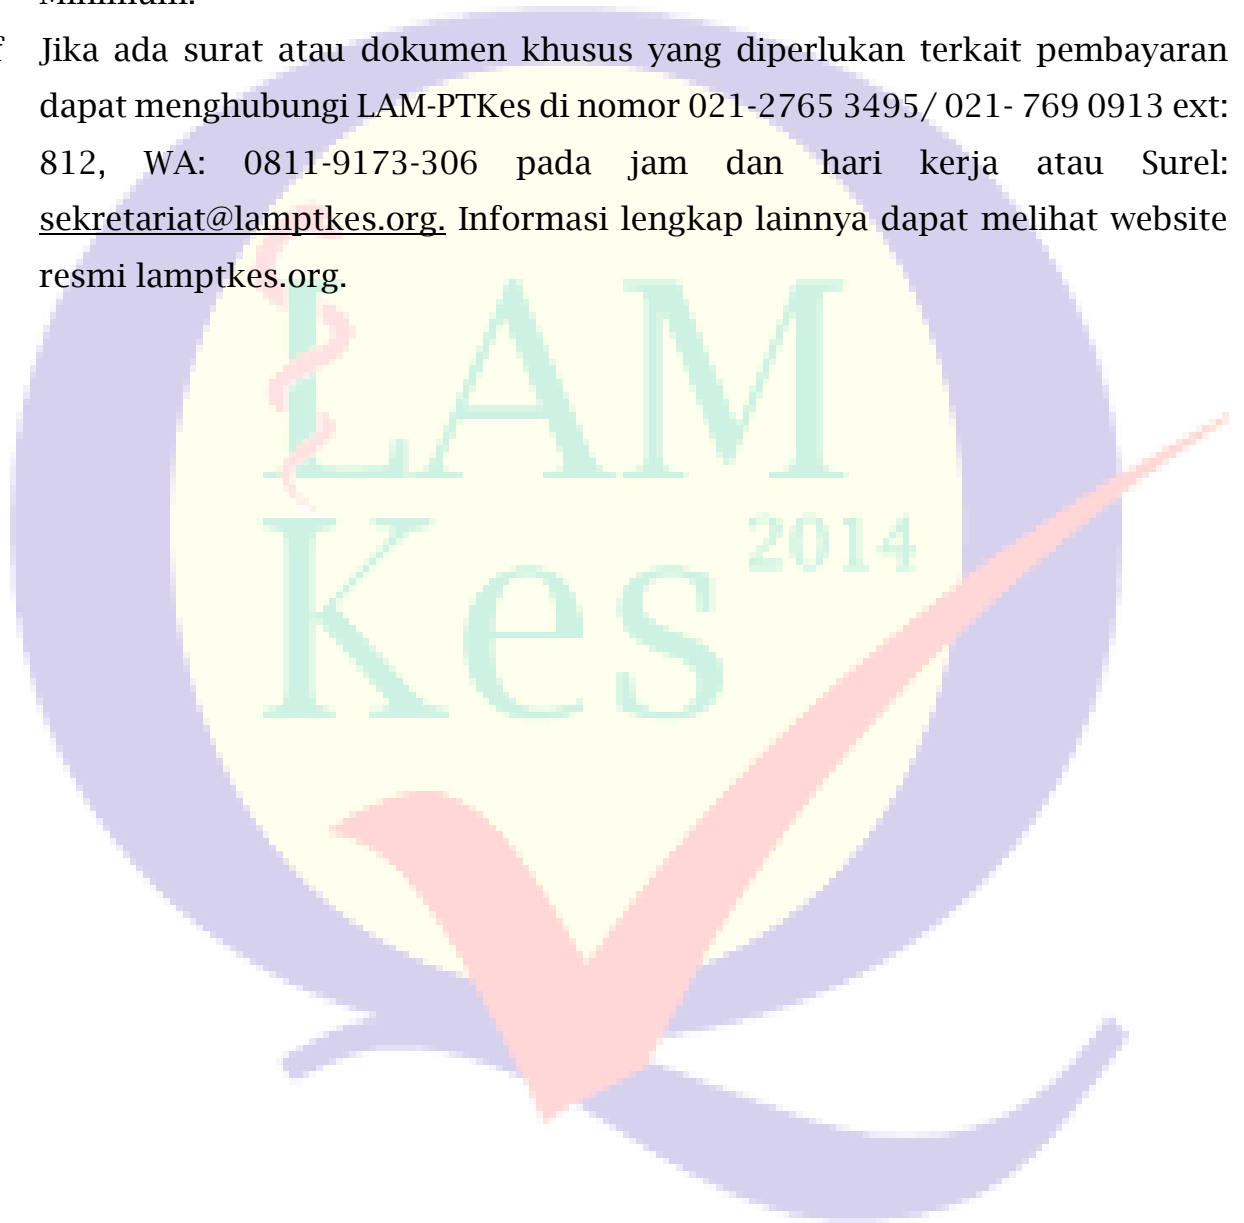 Minimum.
f Jika ada surat atau dokumen khusus yang diperlukan terkait pembayaran
dapat menghubungi LAM-PTKes di nomor 021-2765 3495/ 021- 769 0913 ext:
812, WA: 0811-9173-306 pada jam dan hari kerja atau Surel:
sekretariat@lamptkes.org. Informasi lengkap lainnya dapat melihat website
resmi lamptkes.org.
LAM
Kes 2014